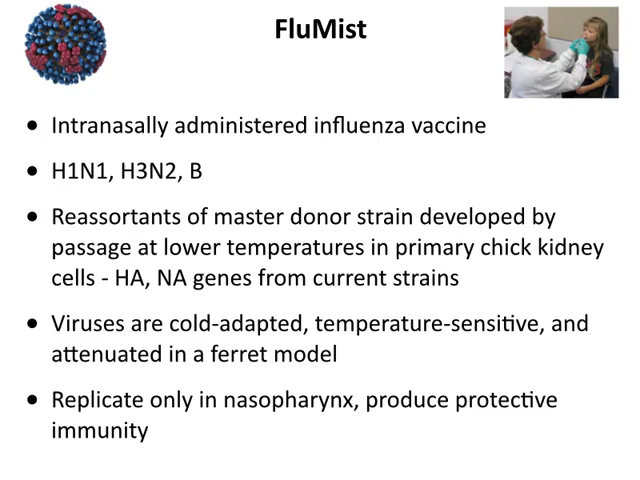 FluMist
• Intranasally administered influenza vaccine
• H1N1, H3N2, B
• Reassortants of master donor strain developed by
passage at lower temperatures in primary chick kidney
cells - HA, NA genes from current strains
• Viruses are cold-adapted, temperature-sensitive, and
attenuated in a ferret model
• Replicate only in nasopharynx, produce protective
immunity